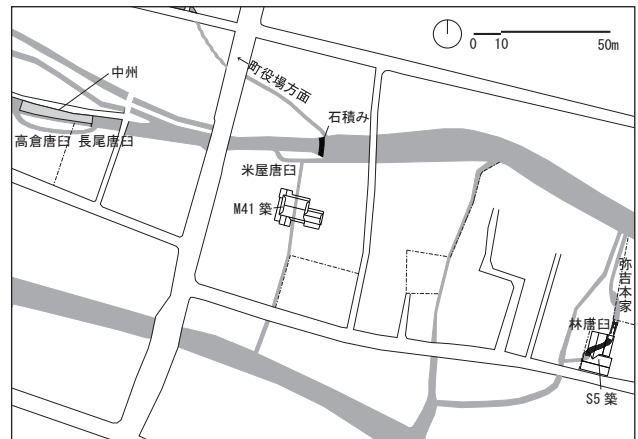 0 10 50m
←町役場方面
中州
石積み
高倉唐臼 長尾唐臼
米屋唐臼
M41 築
弥吉本家
林唐臼
S5 築